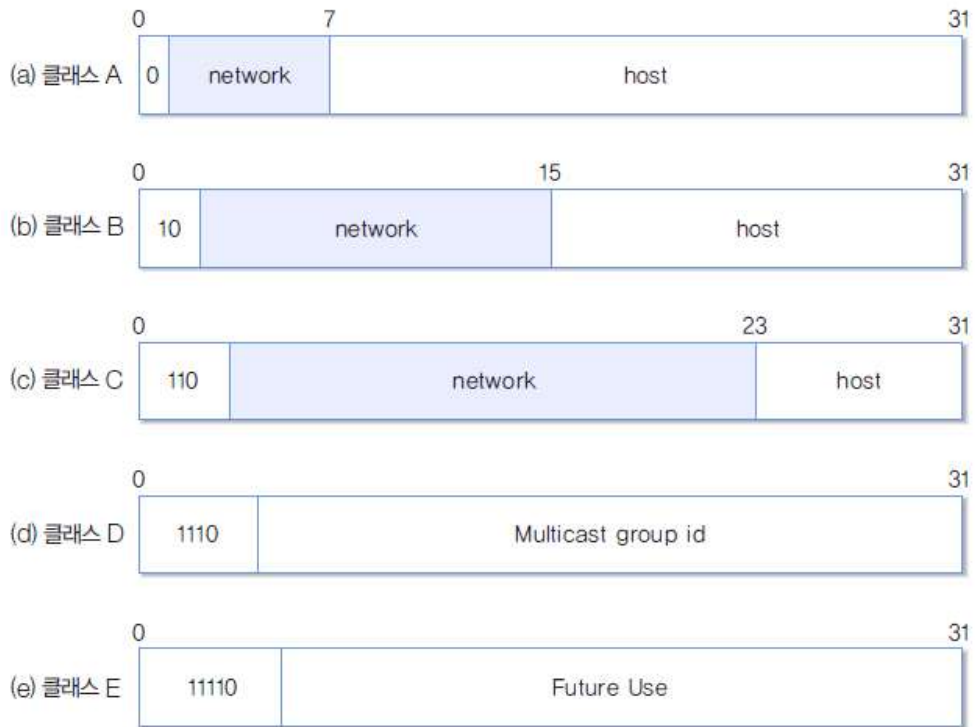 0 7 31
(a) 클래스 A 0 network host
0 15 31
(b) 클래스 B 10 network host
0 23 31
(c) 클래스 C 110 network host
0 31
(d) 클래스 D 1110 Multicast group id
0 31
(e) 클래스 E 11110 Future Use